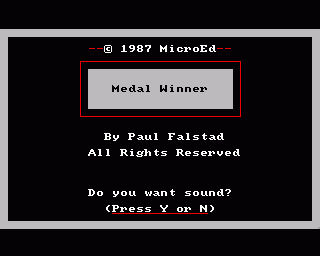 © 1987 MicroEd
Medal Winner
By Paul Falstad
All Rights Reserved
Do you want sound?
(Press Y or N)